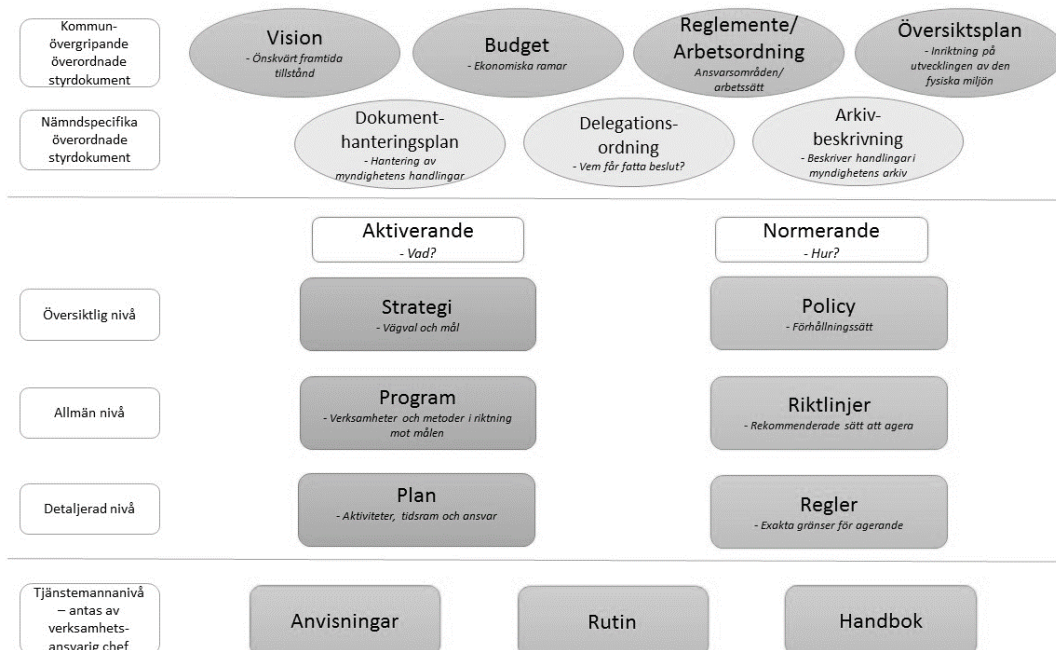 Kommun-
övergripande
överordnade
styrdokument
Vision
- Önskvärt framtida
tillstånd
Budget
- Ekonomiska ramar
Reglemente/
Arbetsordning
Ansvarsområden/
arbetssätt
Översiktsplan
- Inriktning på
utvecklingen av den
fysiska miljön
Nämndspecifika
överordnade
styrdokument
Dokument-
hanteringsplan
- Hantering av
myndighetens handlingar
Delegations-
ordning
- Vem får fatta beslut?
Arkiv-
beskrivning
- Beskriver handlingar i
myndighetens arkiv
Aktiverande
- Vad?
Normerande
- Hur?
Översiktlig nivå
Strategi
- Vägval och mål
Policy
- Förhållningssätt
Allmän nivå
Program
- Verksamheter och metoder i riktning
mot målen
Riktlinjer
- Rekommenderade sätt att agera
Detaljerad nivå
Plan
- Aktiviteter, tidsram och ansvar
Regler
- Exakta gränser för agerande
Tjänstemannanivå
– antas av
verksamhets-
ansvarig chef
Anvisningar
Rutin
Handbok